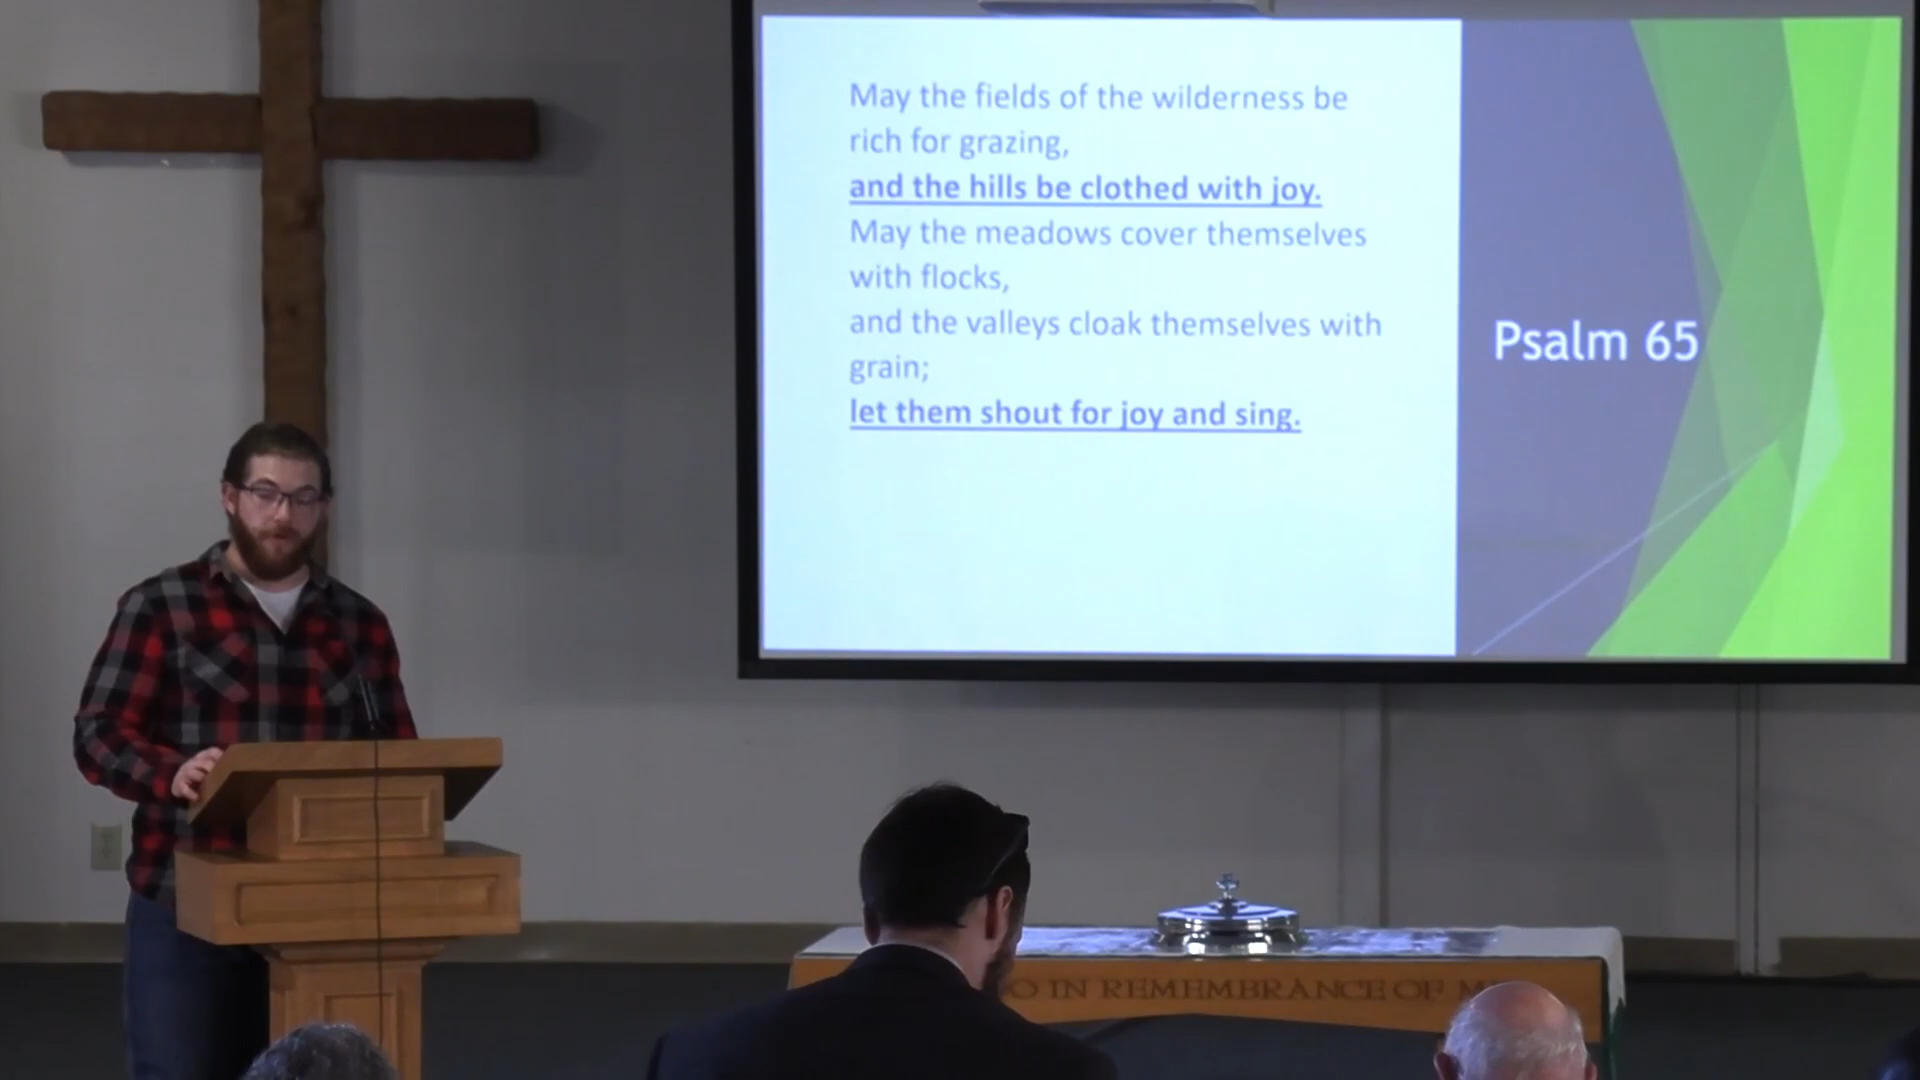 May the fields of the wilderness be
rich for grazing,
and the hills be clothed with joy.
May the meadows cover themselves
with flocks,
and the valleys cloak themselves with
grain;
let them shout for joy and sing.
Psalm 65
IN REMEMBRANCE OF